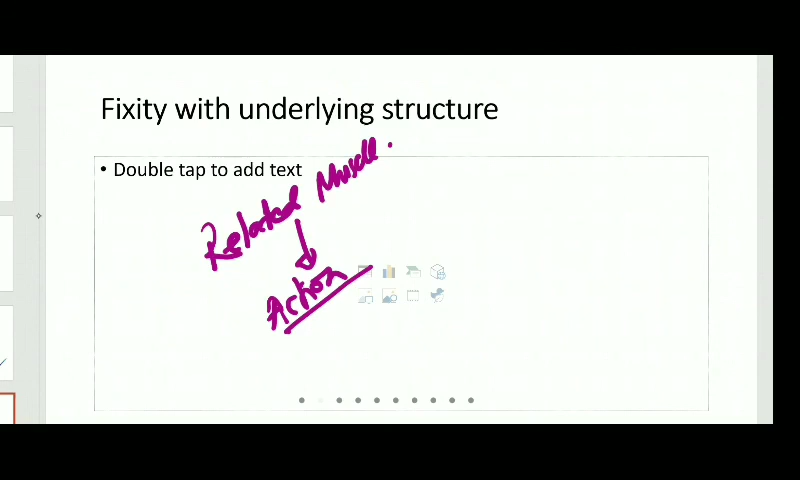 Fixity with underlying structure
• Double tap to add text
Related Muscle.
Action